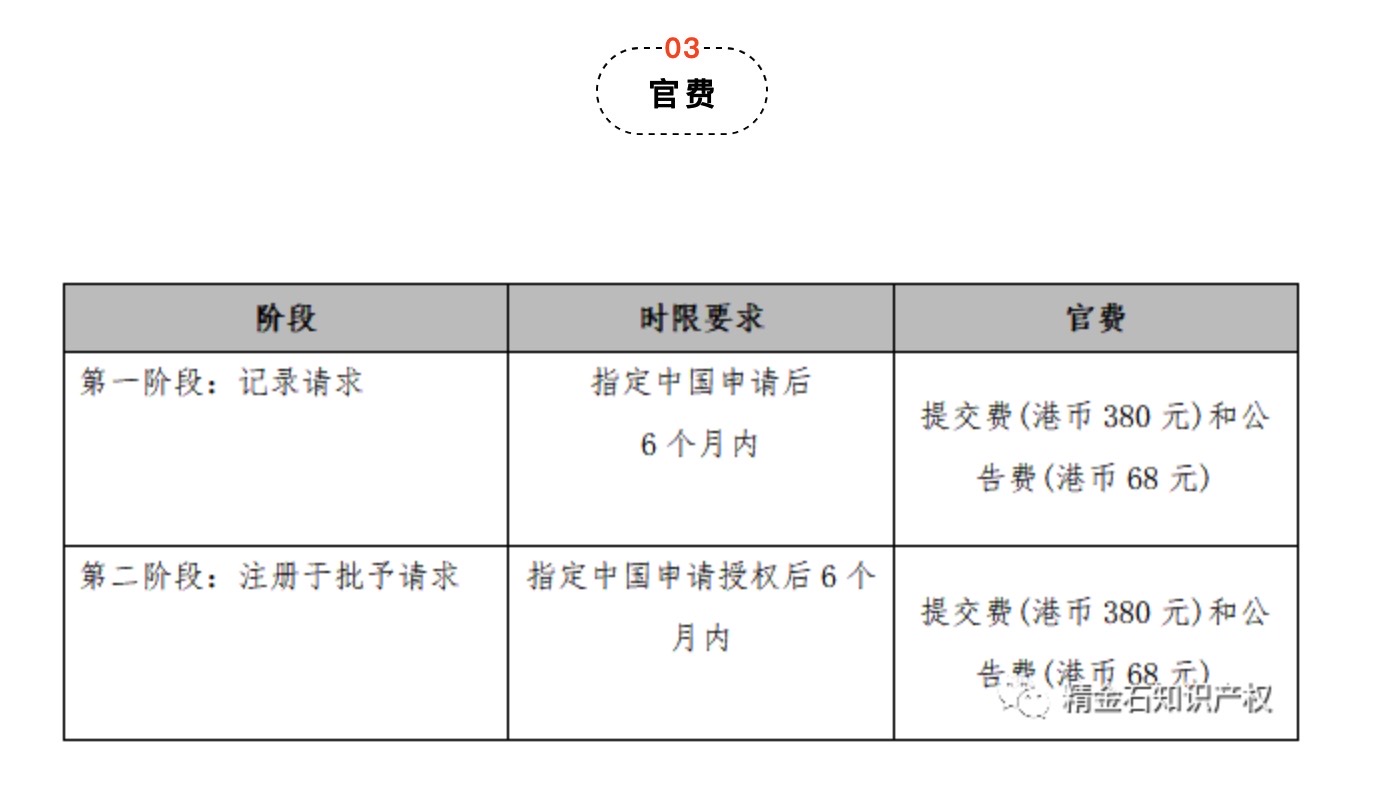 03
官费
阶段
时限要求
官费
第一阶段：记录请求
指定中国申请后
6个月内
提交费(港币 380 元)和公
告费(港币 68 元)
第二阶段：注册于批予请求
指定中国申请授权后 6 个
月内
提交费(港币 380 元)和公
告费(港币 68 元)
精金石知识产权